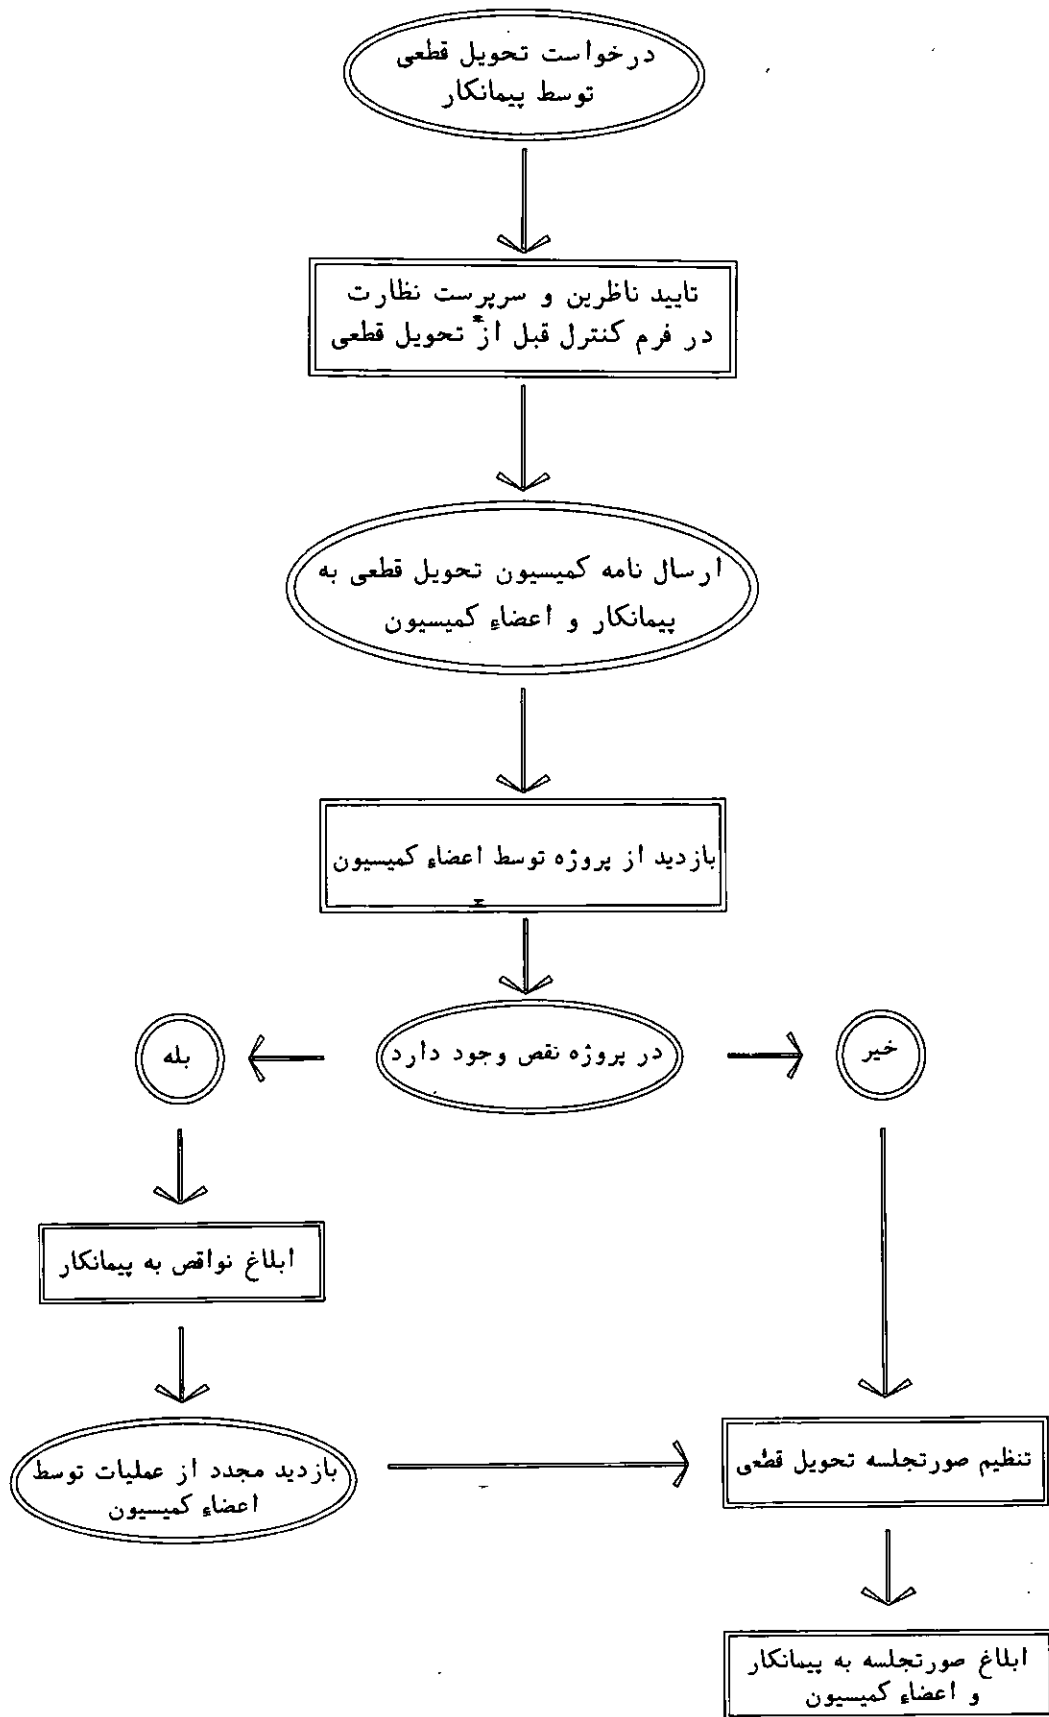 درخواست تحویل قطعی
توسط پیمانکار
تایید ناظرین و سرپرست نظارت
در فرم کنترل قبل از تحویل قطعی
ارسال نامه کمیسیون تحویل قطعی به
پیمانکار و اعضاء کمیسیون
بازدید از پروژه توسط اعضاء کمیسیون
در پروژه نقص وجود دارد
خیر
بله
ابلاغ نواقص به پیمانکار
بازدید مجدد از عملیات توسط
اعضاء کمیسیون
تنظیم صورتجلسه تحویل قطعی
ابلاغ صورتجلسه به پیمانکار
و اعضاء کمیسیون